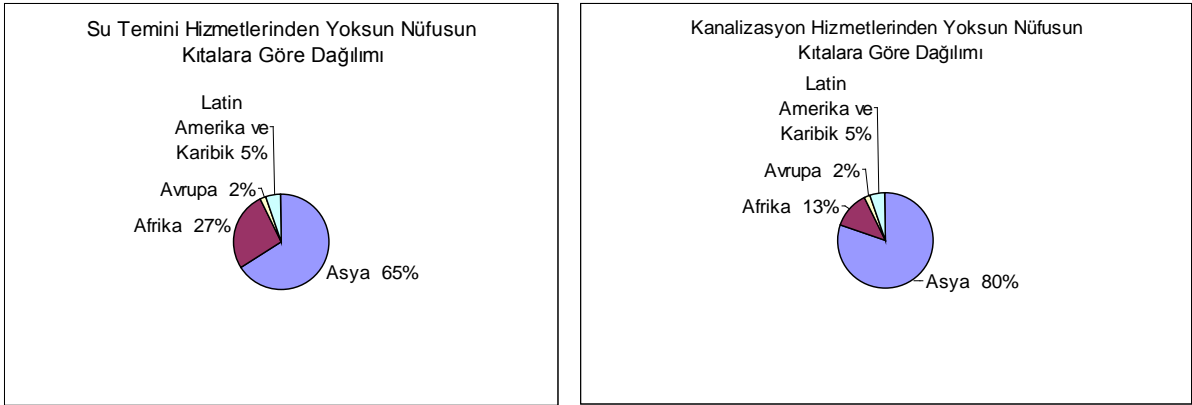 Su Temini Hizmetlerinden Yoksun Nüfusun
Kıtalara Göre Dağılımı
Latin
Amerika ve
Karibik 5%
Avrupa 2%
Afrika 27%
Asya 65%
Kanalizasyon Hizmetlerinden Yoksun Nüfusun
Kıtalara Göre Dağılımı
Latin
Amerika ve
Karibik 5%
Avrupa 2%
Afrika 13%
Asya 80%